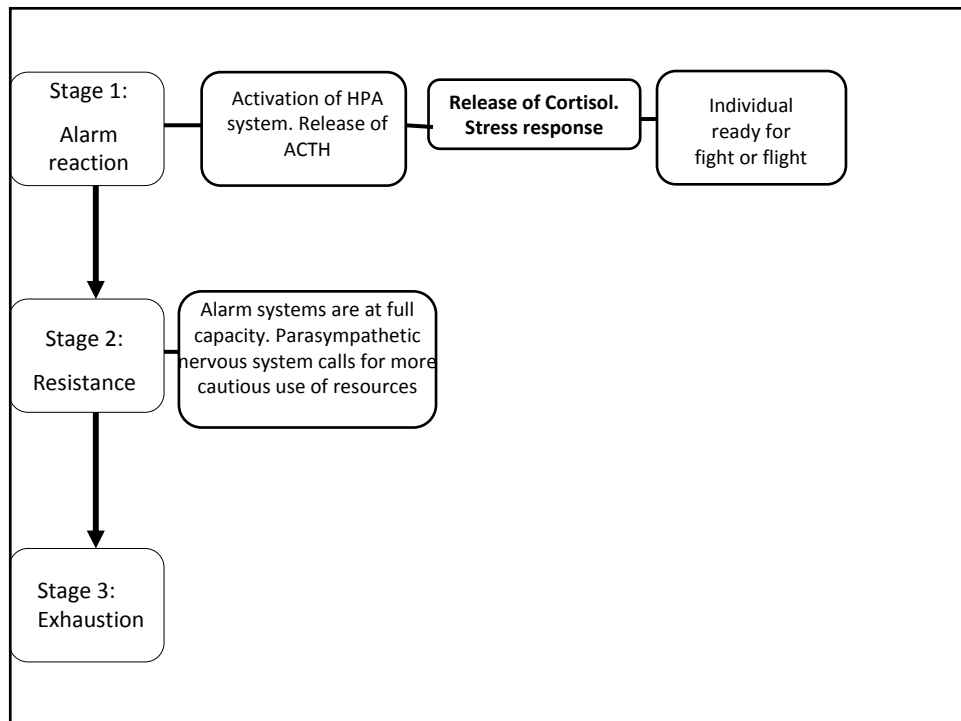 Stage 1:
Alarm
reaction
Activation of HPA
system. Release of
ACTH
Release of Cortisol.
Stress response
Individual
ready for
fight or flight
Stage 2:
Resistance
Alarm systems are at full
capacity. Parasympathetic
nervous system calls for more
cautious use of resources
Stage 3:
Exhaustion